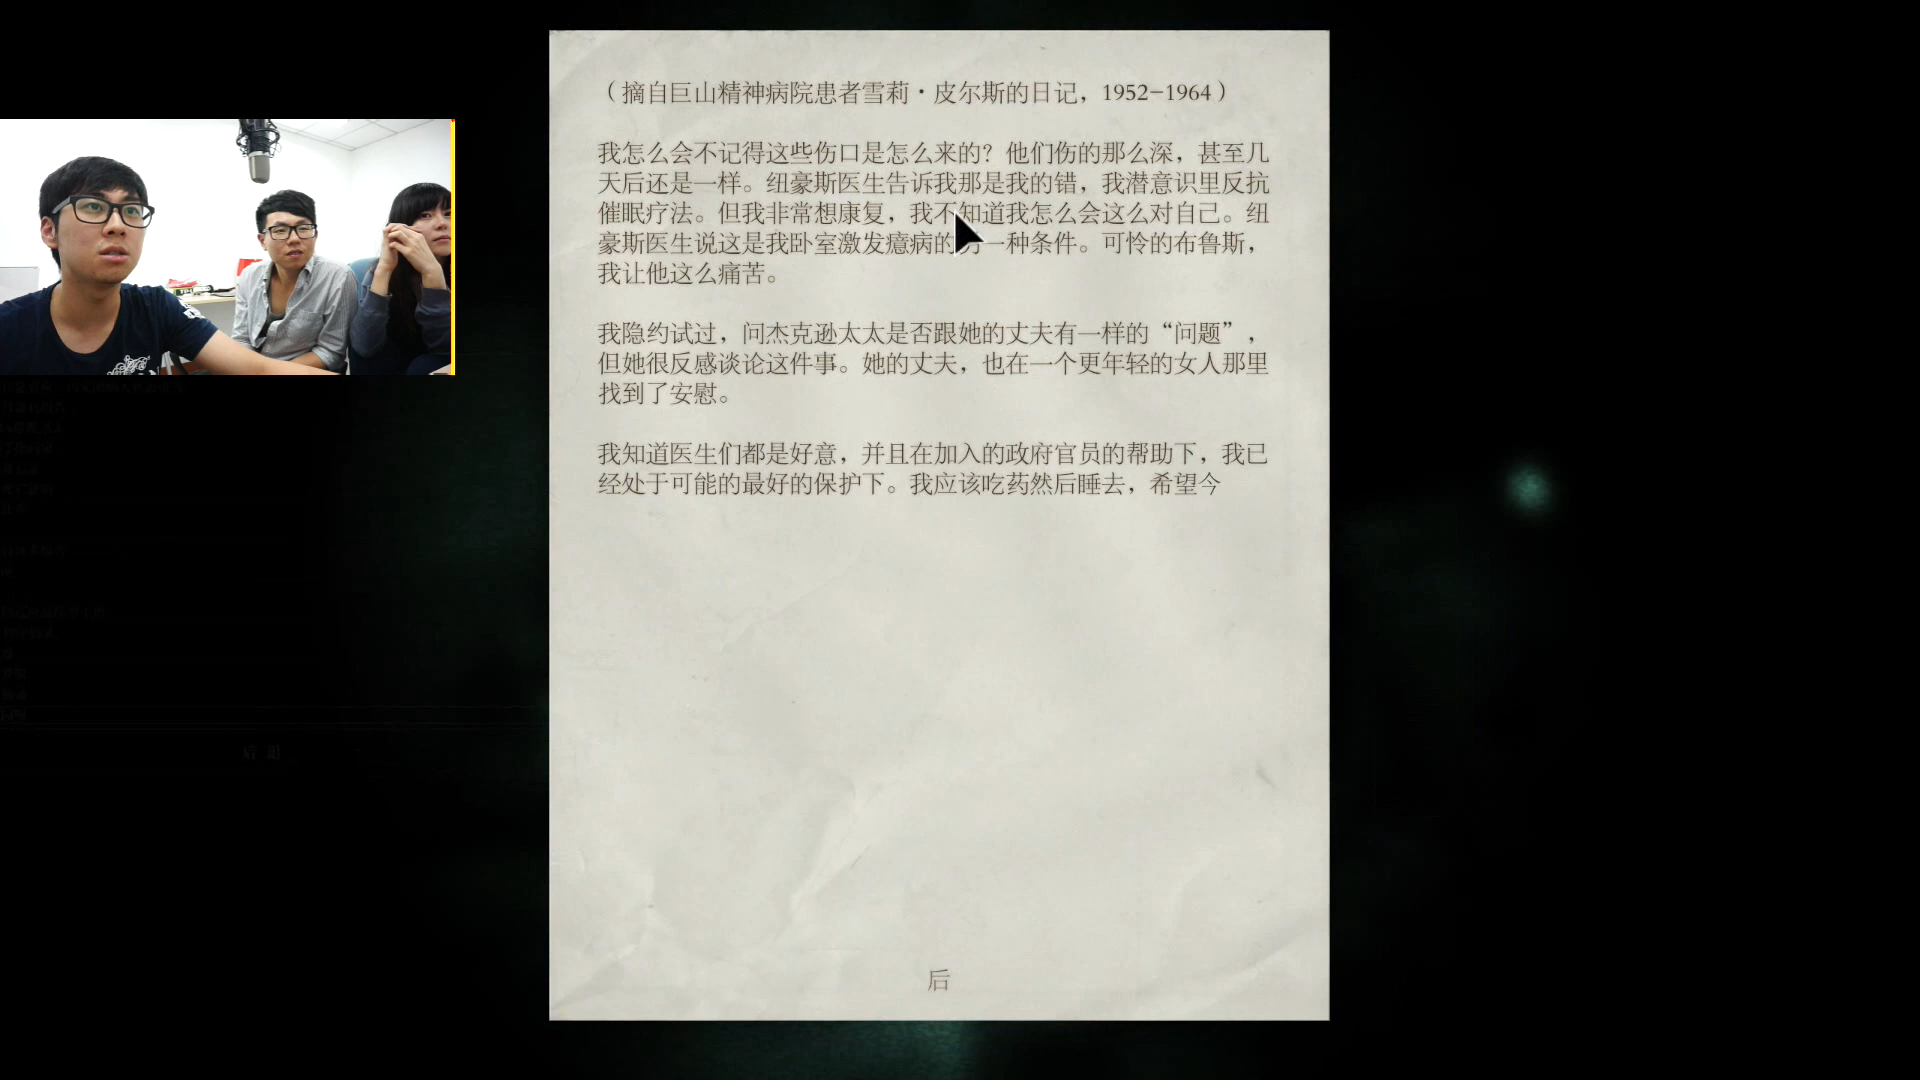 （摘自巨山精神病院患者雪莉·皮尔斯的日记，1952-1964）
我怎么会不记得这些伤口是怎么来的？他们伤的那么深，甚至几
天后还是一样。纽豪斯医生告诉我那是我的错，我潜意识里反抗
催眠疗法。但我非常想康复，我不知道我怎么会这么对自己。纽
豪斯医生说这是我卧室激发癔病的另一种条件。可怜的布鲁斯，
我让他这么痛苦。
我隐约试过，问杰克逊太太是否跟她的丈夫有一样的“问题”，
但她很反感谈论这件事。她的丈夫，也在一个更年轻的女人那里
找到了安慰。
我知道医生们都是好意，并且在加入的政府官员的帮助下，我已
经处于可能的最好的保护下。我应该吃药然后睡去，希望今
后